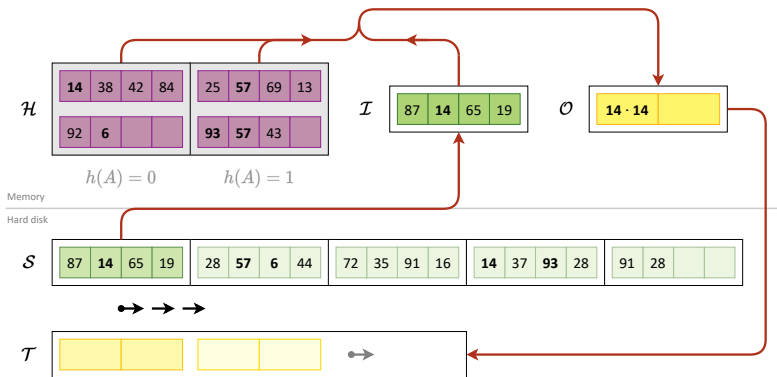 14 38 42 84 25 57 69 13
ℋ ℐ 87 14 65 19 𝒪 14 · 14
92 6 93 57 43
h(A) = 0 h(A) = 1
Memory
Hard disk
𝒮 87 14 65 19 28 57 6 44 72 35 91 16 14 37 93 28 91 28
𝒯